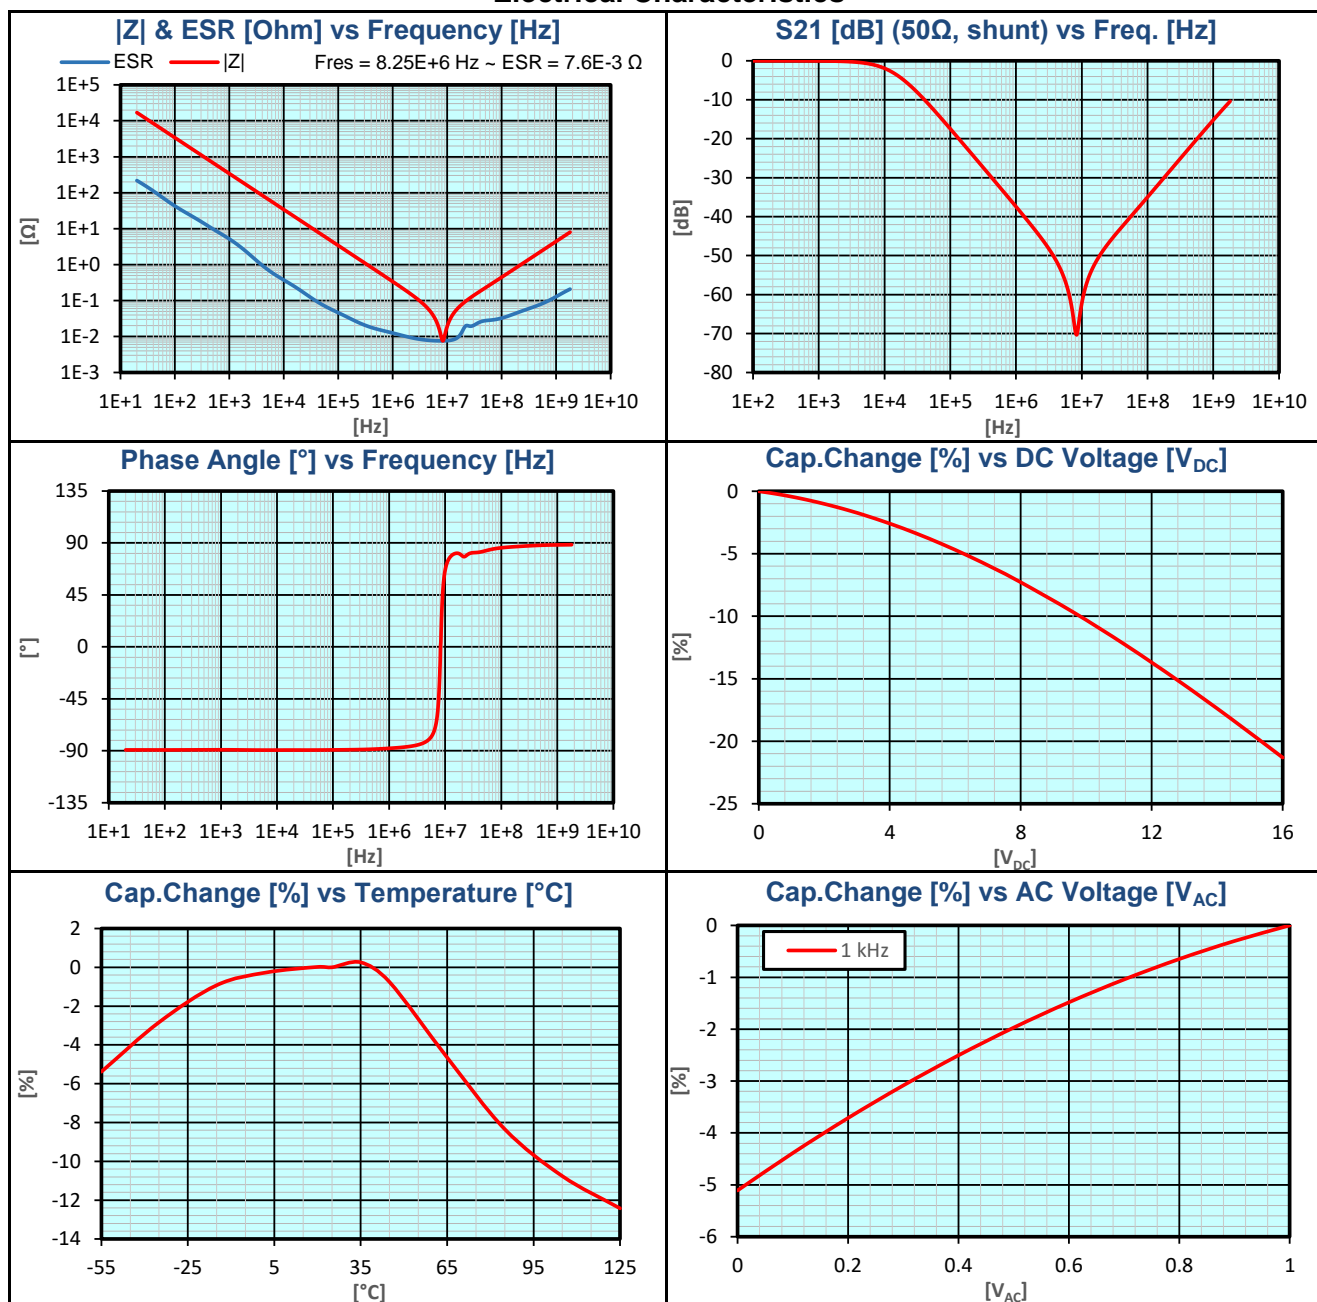 Electrical Characteristics
|Z| & ESR [Ohm] vs Frequency [Hz]
ESR |Z| Fres = 8.25E+6 Hz ~ ESR = 7.6E-3 Ω
1E+5
1E+4
1E+3
1E+2
1E+1
1E+0
1E-1
1E-2
1E-3
[Ω]
1E+1 1E+2 1E+3 1E+4 1E+5 1E+6 1E+7 1E+8 1E+9 1E+10
[Hz]
S21 [dB] (50Ω, shunt) vs Freq. [Hz]
0
-10
-20
-30
-40
-50
-60
-70
-80
[dB]
1E+2 1E+3 1E+4 1E+5 1E+6 1E+7 1E+8 1E+9 1E+10
[Hz]
Phase Angle [°] vs Frequency [Hz]
135
90
45
0
-45
-90
-135
[°]
1E+1 1E+2 1E+3 1E+4 1E+5 1E+6 1E+7 1E+8 1E+9 1E+10
[Hz]
Cap.Change [%] vs DC Voltage [VDC]
0
-5
-10
-15
-20
-25
[%]
0 4 8 12 16
[VDC]
Cap.Change [%] vs Temperature [°C]
2
0
-2
-4
-6
-8
-10
-12
-14
[%]
-55 -25 5 35 65 95 125
[°C]
Cap.Change [%] vs AC Voltage [VAC]
1 kHz
0
-1
-2
-3
-4
-5
-6
[%]
0 0.2 0.4 0.6 0.8 1
[VAC]